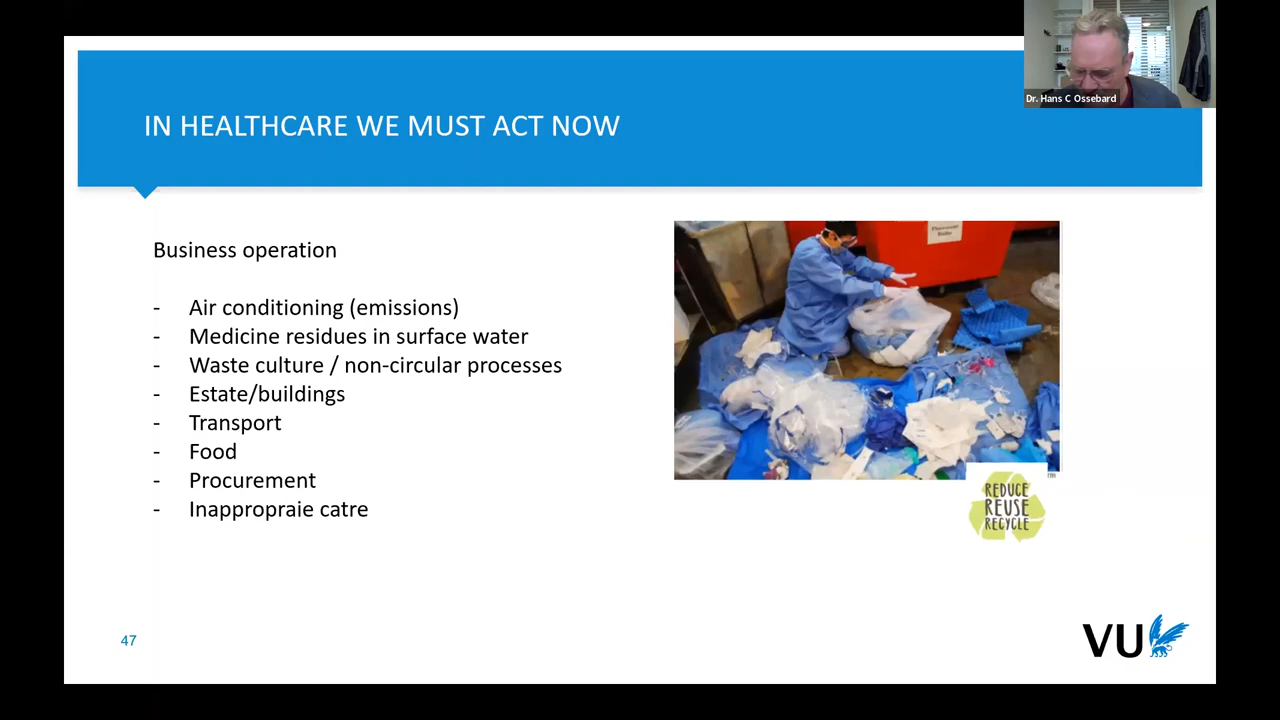 Dr. Hans C Ossebard
IN HEALTHCARE WE MUST ACT NOW
Business operation
- Air conditioning (emissions)
- Medicine residues in surface water
- Waste culture / non-circular processes
- Estate/buildings
- Transport
- Food
- Procurement
- Inappropraie catre
REDUCE
REUSE
RECYCLE
47
VU